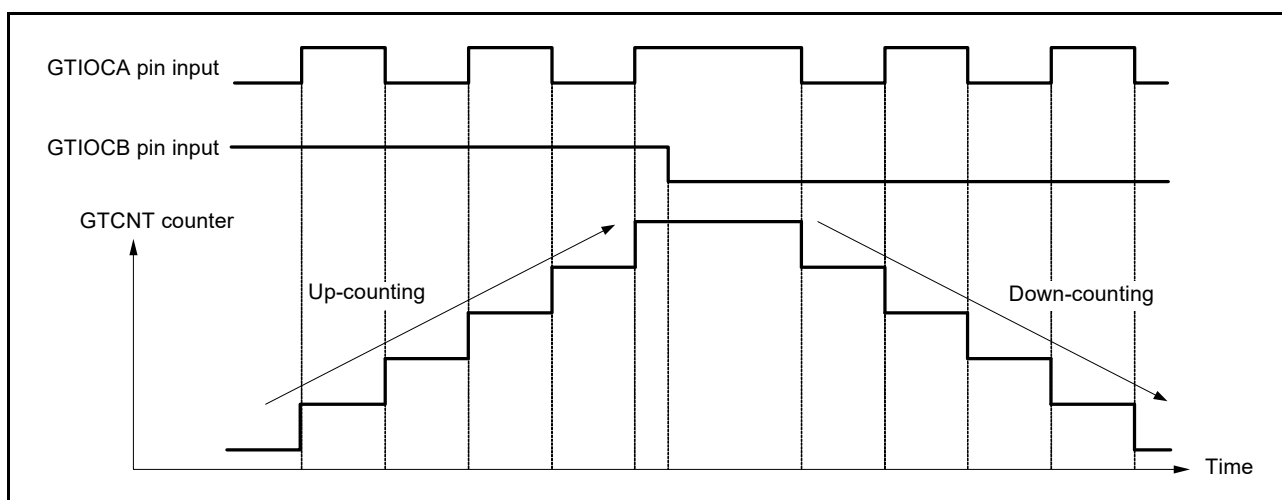 GTIOCA pin input
GTIOCB pin input
GTCNT counter
Up-counting
Down-counting
Time